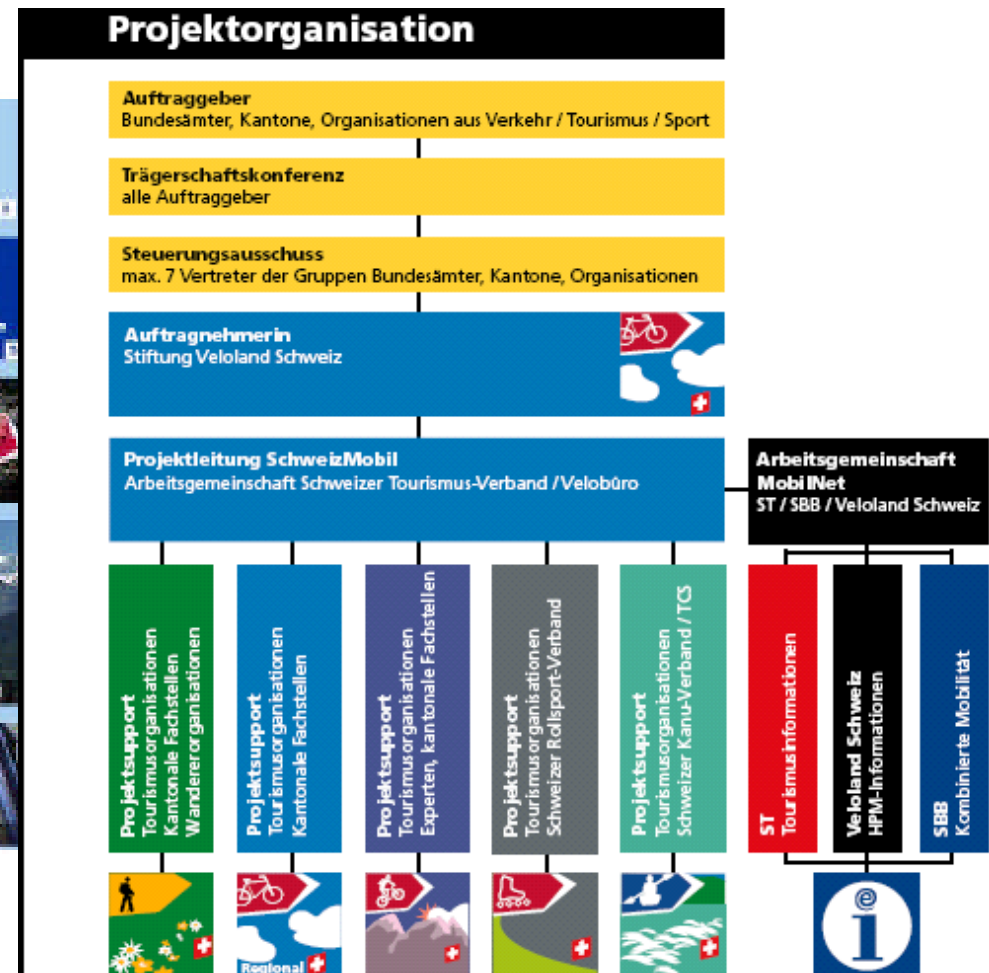 Projektorganisation
Auftraggeber
Bundesämter, Kantone, Organisationen aus Verkehr / Tourismus / Sport
Trägerschaftskonferenz
alle Auftraggeber
Steuerungsausschuss
max. 7 Vertreter der Gruppen Bundesämter, Kantone, Organisationen
Auftragnehmerin
Stiftung Veloland Schweiz
Projektleitung SchweizMobil
Arbeitsgemeinschaft Schweizer Tourismus-Verband / Velobüro
Arbeitsgemeinschaft
MobilNet
ST / SBB / Veloland Schweiz
Projektsupport
Tourismusorganisationen
Kantonale Fachstellen
Wandererorganisationen
Projektsupport
Tourismusorganisationen
Kantonale Fachstellen
Projektsupport
Tourismusorganisationen
Experten, kantonale Fachstellen
Projektsupport
Tourismusorganisationen
Schweizer Rollsport-Verband
Projektsupport
Tourismusorganisationen
Schweizer Kanu-Verband / TCS
ST
Tourismusinformationen
Veloland Schweiz
HPM-Informationen
SBB
Kombinierte Mobilität
Regional
e
i